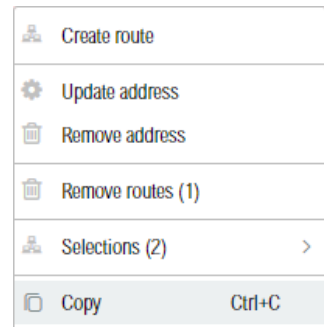 Create route
Update address
Remove address
Remove routes (1)
Selections (2)
Copy Ctrl+C